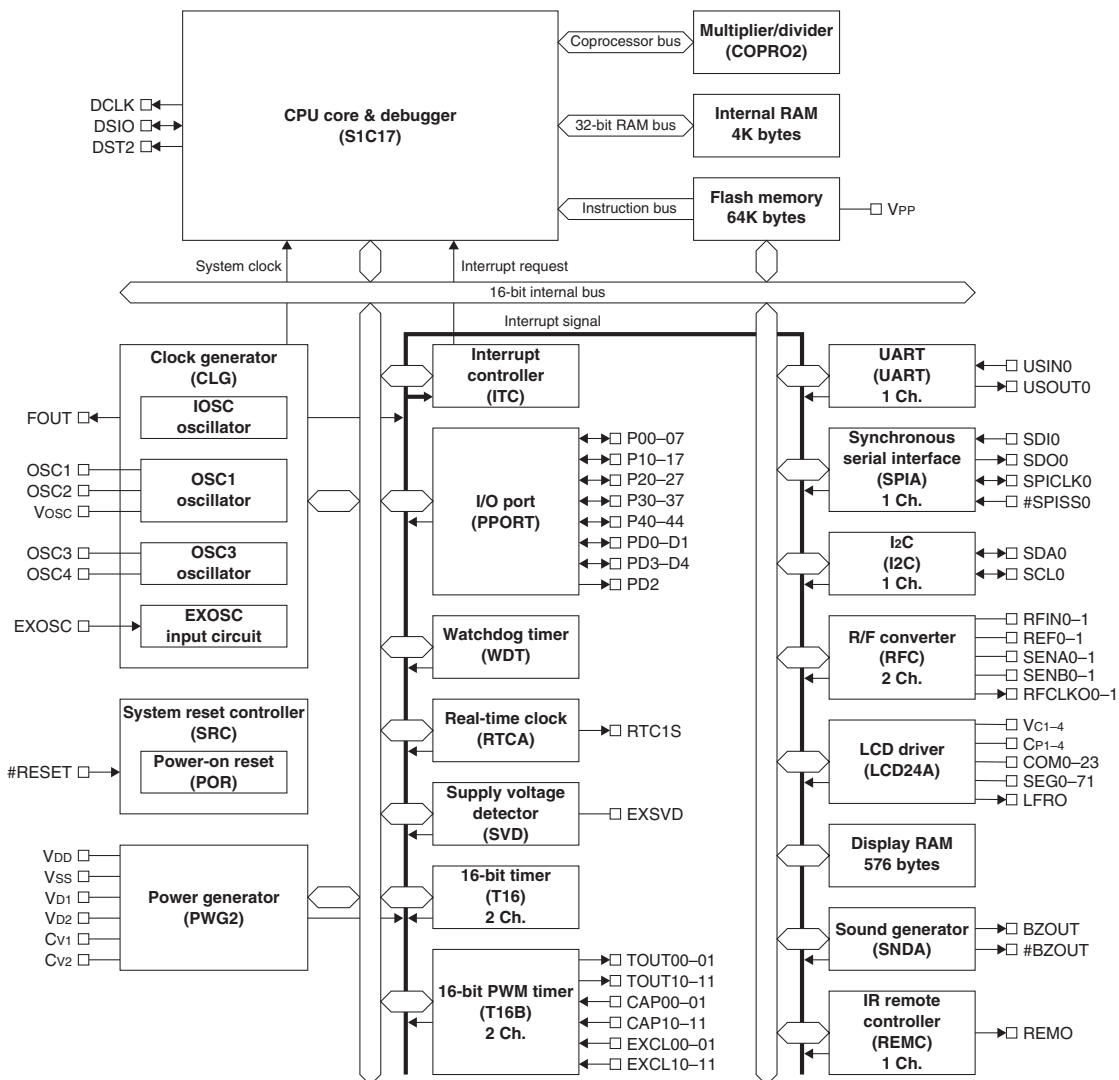 Coprocessor bus
Multiplier/divider
(COPRO2)
DCLK
DSIO
DST2
CPU core & debugger
(S1C17)
32-bit RAM bus
Internal RAM
4K bytes
Instruction bus
Flash memory
64K bytes
VPP
System clock
Interrupt request
16-bit internal bus
Interrupt signal
Clock generator
(CLG)
IOSC
oscillator
FOUT
OSC1
OSC2
VOSC
OSC1
oscillator
OSC3
OSC4
OSC3
oscillator
EXOSC
EXOSC
input circuit
System reset controller
(SRC)
#RESET
Power-on reset
(POR)
VDD
VSS
VD1
VD2
CV1
CV2
Power generator
(PWG2)
Interrupt
controller
(ITC)
I/O port
(PPORT)
P00–07
P10–17
P20–27
P30–37
P40–44
PD0–D1
PD3–D4
PD2
Watchdog timer
(WDT)
Real-time clock
(RTCA)
RTC1S
Supply voltage
detector
(SVD)
EXSVD
16-bit timer
(T16)
2 Ch.
16-bit PWM timer
(T16B)
2 Ch.
TOUT00–01
TOUT10–11
CAP00–01
CAP10–11
EXCL00–01
EXCL10–11
UART
(UART)
1 Ch.
USIN0
USOUT0
Synchronous
serial interface
(SPIA)
1 Ch.
SDI0
SDO0
SPICLK0
#SPISS0
I2C
(I2C)
1 Ch.
SDA0
SCL0
R/F converter
(RFC)
2 Ch.
RFIN0–1
REF0–1
SENA0–1
SENB0–1
RFCLKO0–1
LCD driver
(LCD24A)
VC1–4
CP1–4
COM0–23
SEG0–71
LFRO
Display RAM
576 bytes
Sound generator
(SNDA)
BZOUT
#BZOUT
IR remote
controller
(REMC)
1 Ch.
REMO